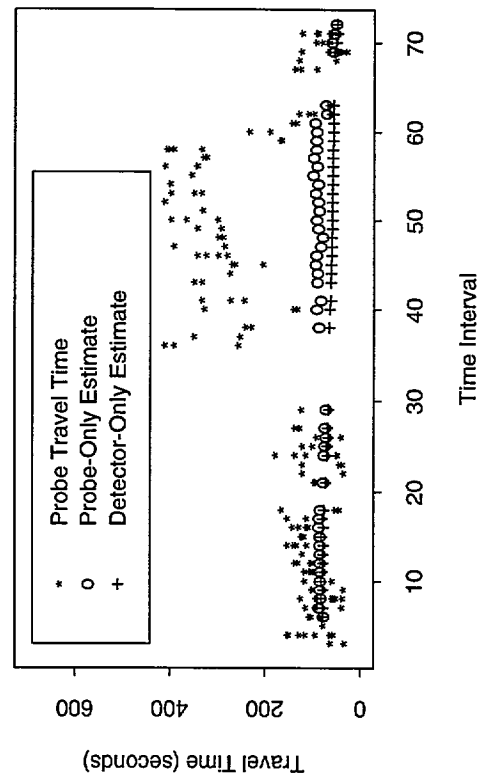 Probe Travel Time
Probe-Only Estimate
Detector-Only Estimate
Travel Time (seconds)
600
400
200
0
10
20
30
40
50
60
70
Time Interval